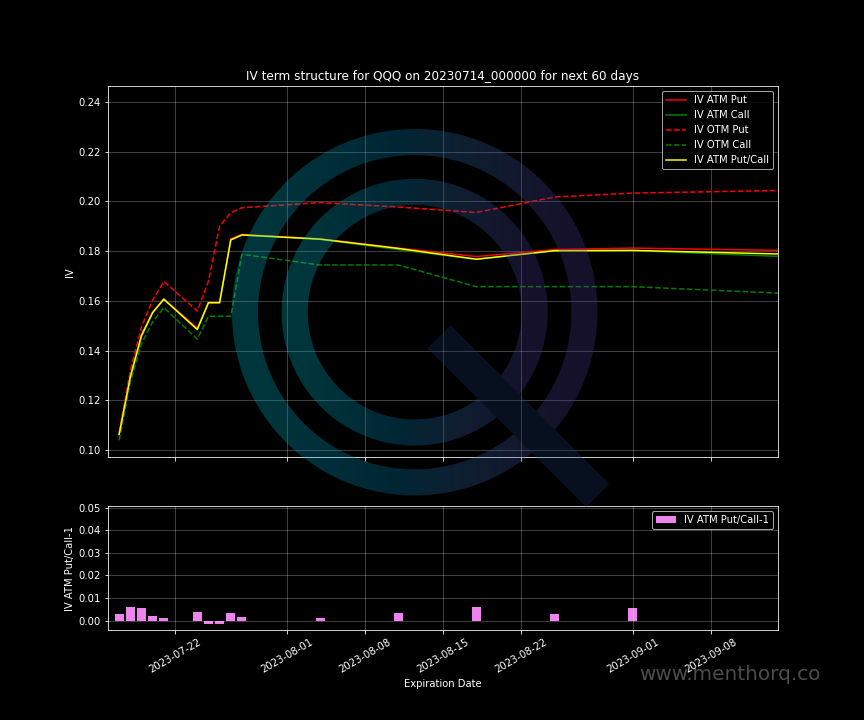 IV term structure for QQQ on 20230714_000000 for next 60 days
IV ATM Put
IV ATM Call
IV OTM Put
IV OTM Call
IV ATM Put/Call
0.24
0.22
0.20
0.18
0.16
0.14
0.12
0.10
IV
IV ATM Put/Call-1
0.05
0.04
0.03
0.02
0.01
0.00
IV ATM Put/Call-1
2023-07-22
2023-08-01
2023-08-08
2023-08-15
2023-08-22
2023-09-01
2023-09-08
Expiration Date
www.menthorq.co